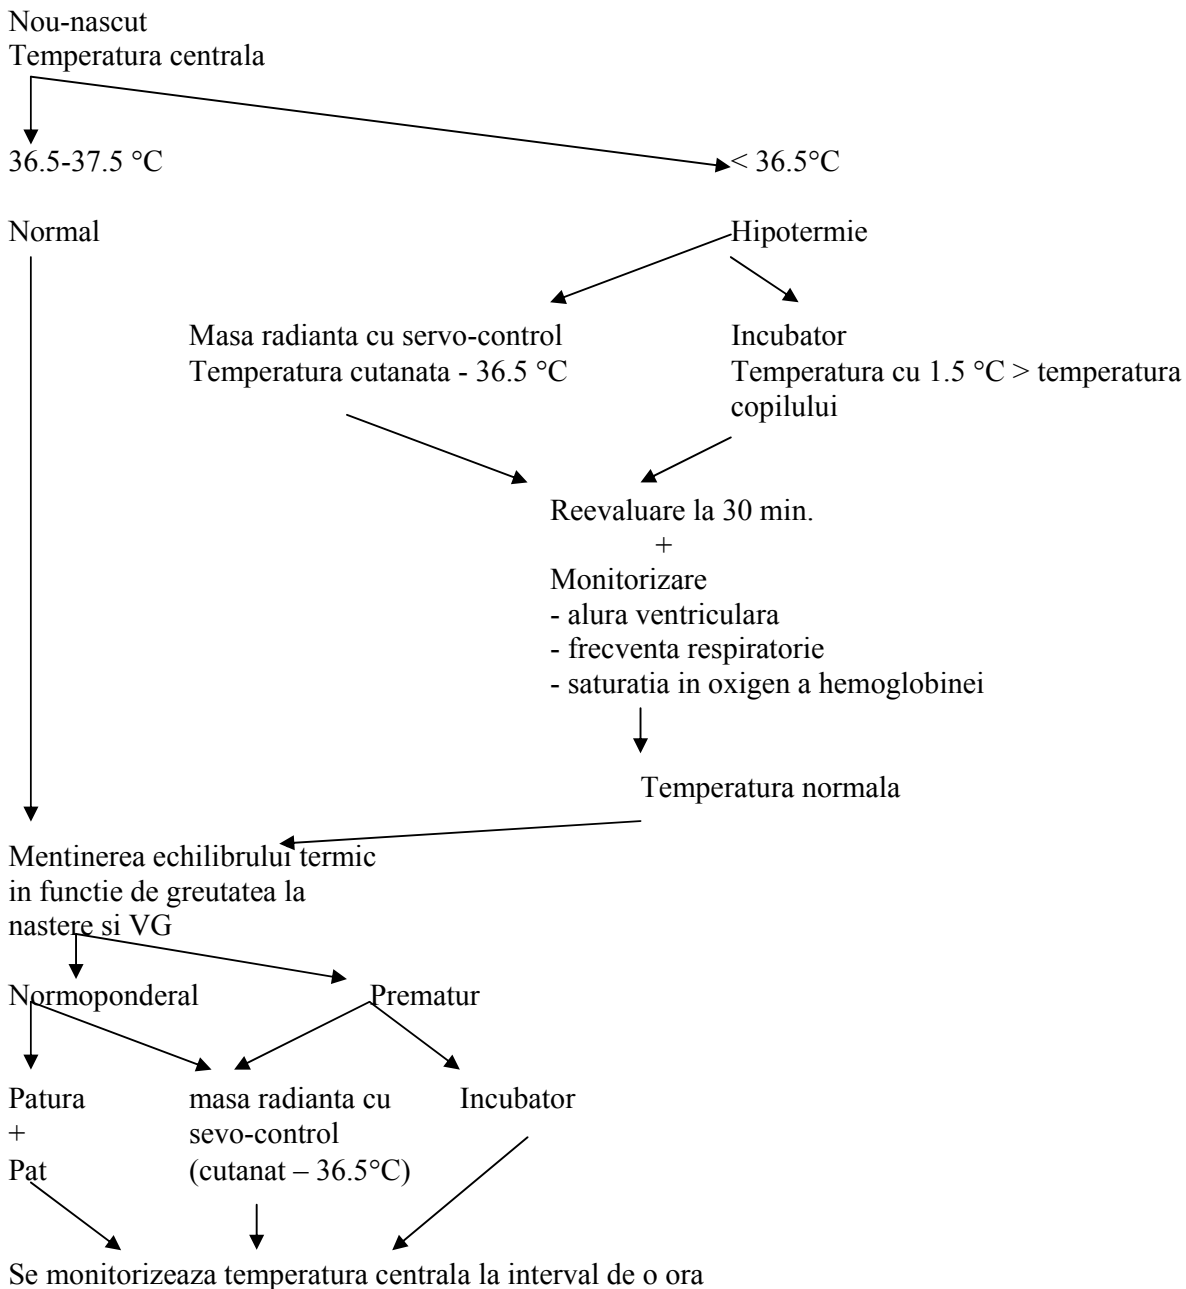 Nou-nascut
Temperatura centrala
36.5-37.5 °C
< 36.5°C
Normal
Hipotermie
Masa radianta cu servo-control
Temperatura cutanata - 36.5 °C
Incubator
Temperatura cu 1.5 °C > temperatura
copilului
Reevaluare la 30 min.
+
Monitorizare
- alura ventriculara
- frecventa respiratorie
- saturatia in oxigen a hemoglobinei
Temperatura normala
Mentinerea echilibrului termic
in functie de greutatea la
nastere si VG
Normoponderal
Prematur
Patura
+
Pat
masa radianta cu
sevo-control
(cutanat – 36.5°C)
Incubator
Se monitorizeaza temperatura centrala la interval de o ora